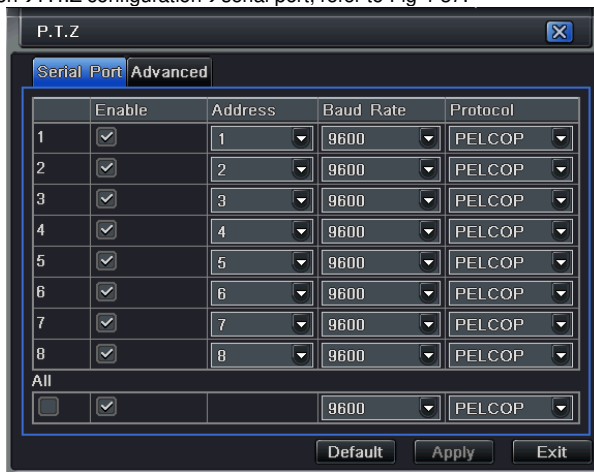 P.T.Z
Serial Port Advanced
Enable Address Baud Rate Protocol
1 1 9600 PELCOP
2 2 9600 PELCOP
3 3 9600 PELCOP
4 4 9600 PELCOP
5 5 9600 PELCOP
6 6 9600 PELCOP
7 7 9600 PELCOP
8 8 9600 PELCOP
All
9600 PELCOP
Default Apply Exit